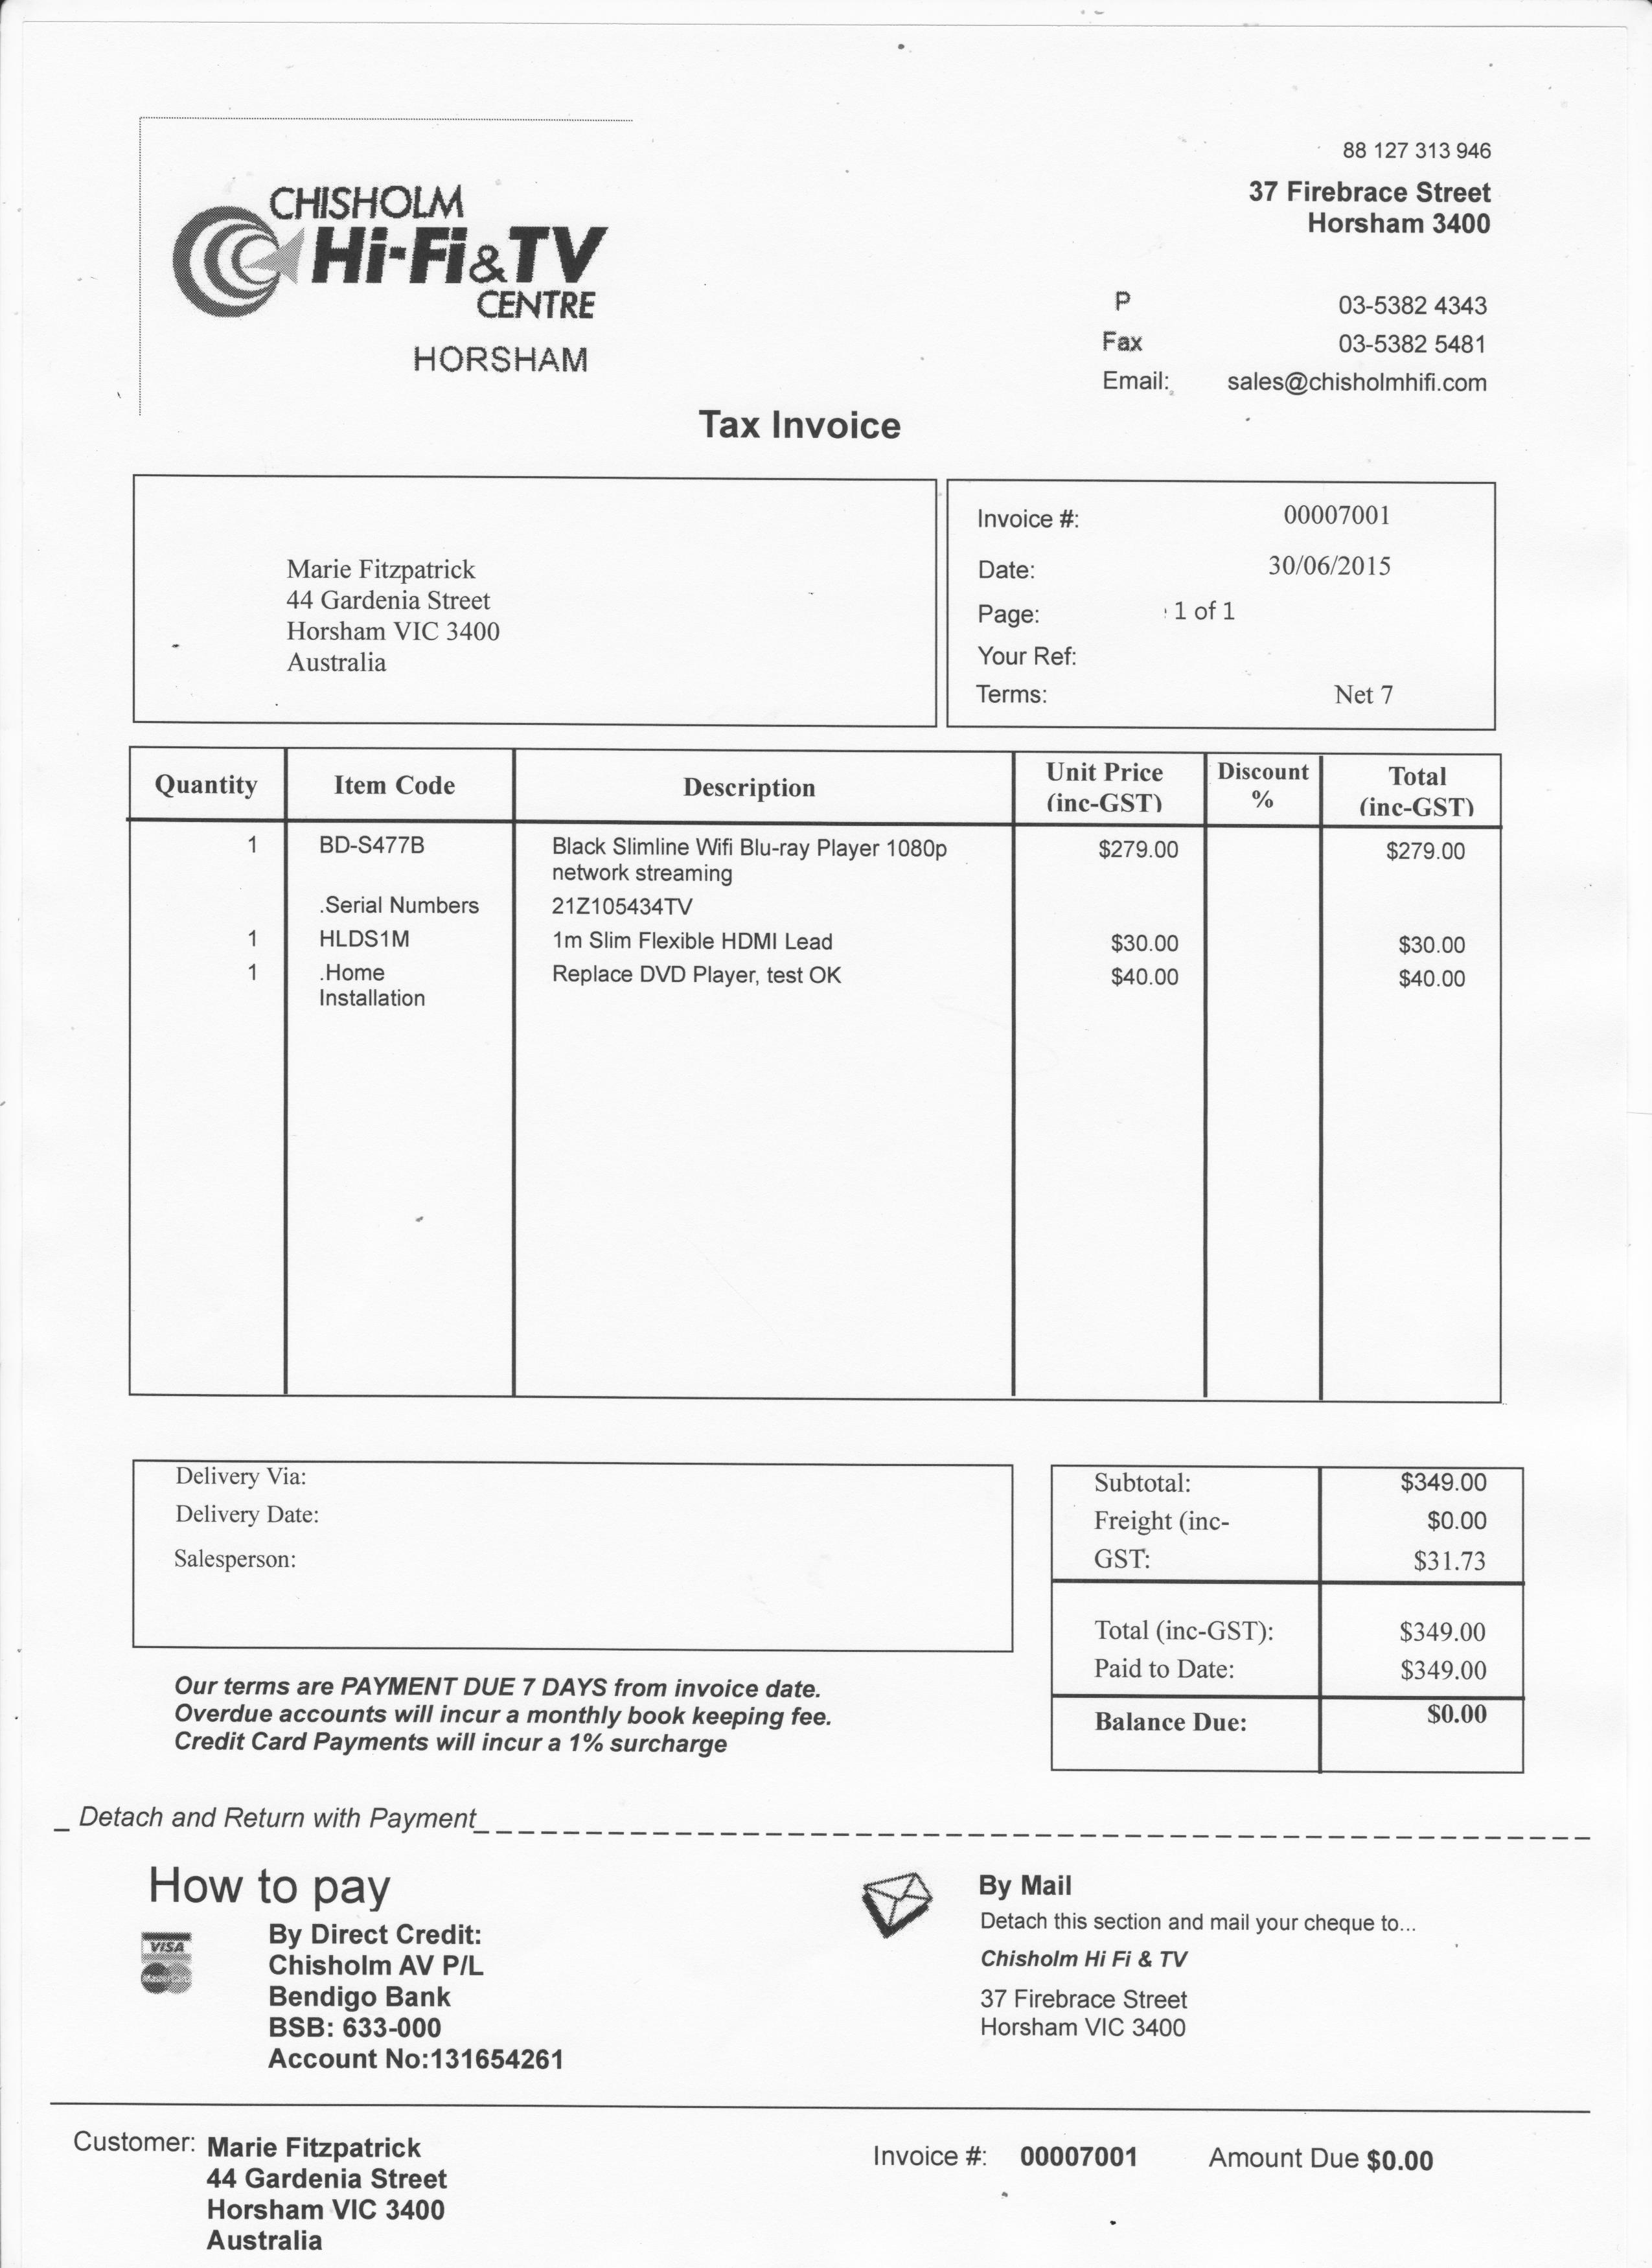 88 127 313 946
37 Firebrace Street
Horsham 3400
CHISHOLM
Hi-Fi & TV
CENTRE
HORSHAM
P 03-5382 4343
Fax 03-5382 5481
Email: sales@chisholmhifi.com
Tax Invoice
Marie Fitzpatrick
44 Gardenia Street
Horsham VIC 3400
Australia
Invoice #: 00007001
Date: 30/06/2015
Page: 1 of 1
Your Ref:
Terms: Net 7
Quantity Item Code Description Unit Price (inc-GST) Discount % Total (inc-GST)
1 BD-S477B Black Slimline Wifi Blu-ray Player 1080p $279.00 $279.00
network streaming
.Serial Numbers 21Z105434TV
1 HLDS1M 1m Slim Flexible HDMI Lead $30.00 $30.00
1 .Home Replace DVD Player, test OK $40.00 $40.00
Installation
Delivery Via:
Delivery Date:
Salesperson:
Subtotal: $349.00
Freight (inc- $0.00
GST: $31.73
Total (inc-GST): $349.00
Paid to Date: $349.00
Balance Due: $0.00
Our terms are PAYMENT DUE 7 DAYS from invoice date.
Overdue accounts will incur a monthly book keeping fee.
Credit Card Payments will incur a 1% surcharge
Detach and Return with Payment
How to pay
VISA
MasterCard
By Direct Credit:
Chisholm AV P/L
Bendigo Bank
BSB: 633-000
Account No:131654261
By Mail
Detach this section and mail your cheque to...
Chisholm Hi Fi & TV
37 Firebrace Street
Horsham VIC 3400
Customer: Marie Fitzpatrick
44 Gardenia Street
Horsham VIC 3400
Australia
Invoice #: 00007001 Amount Due $0.00